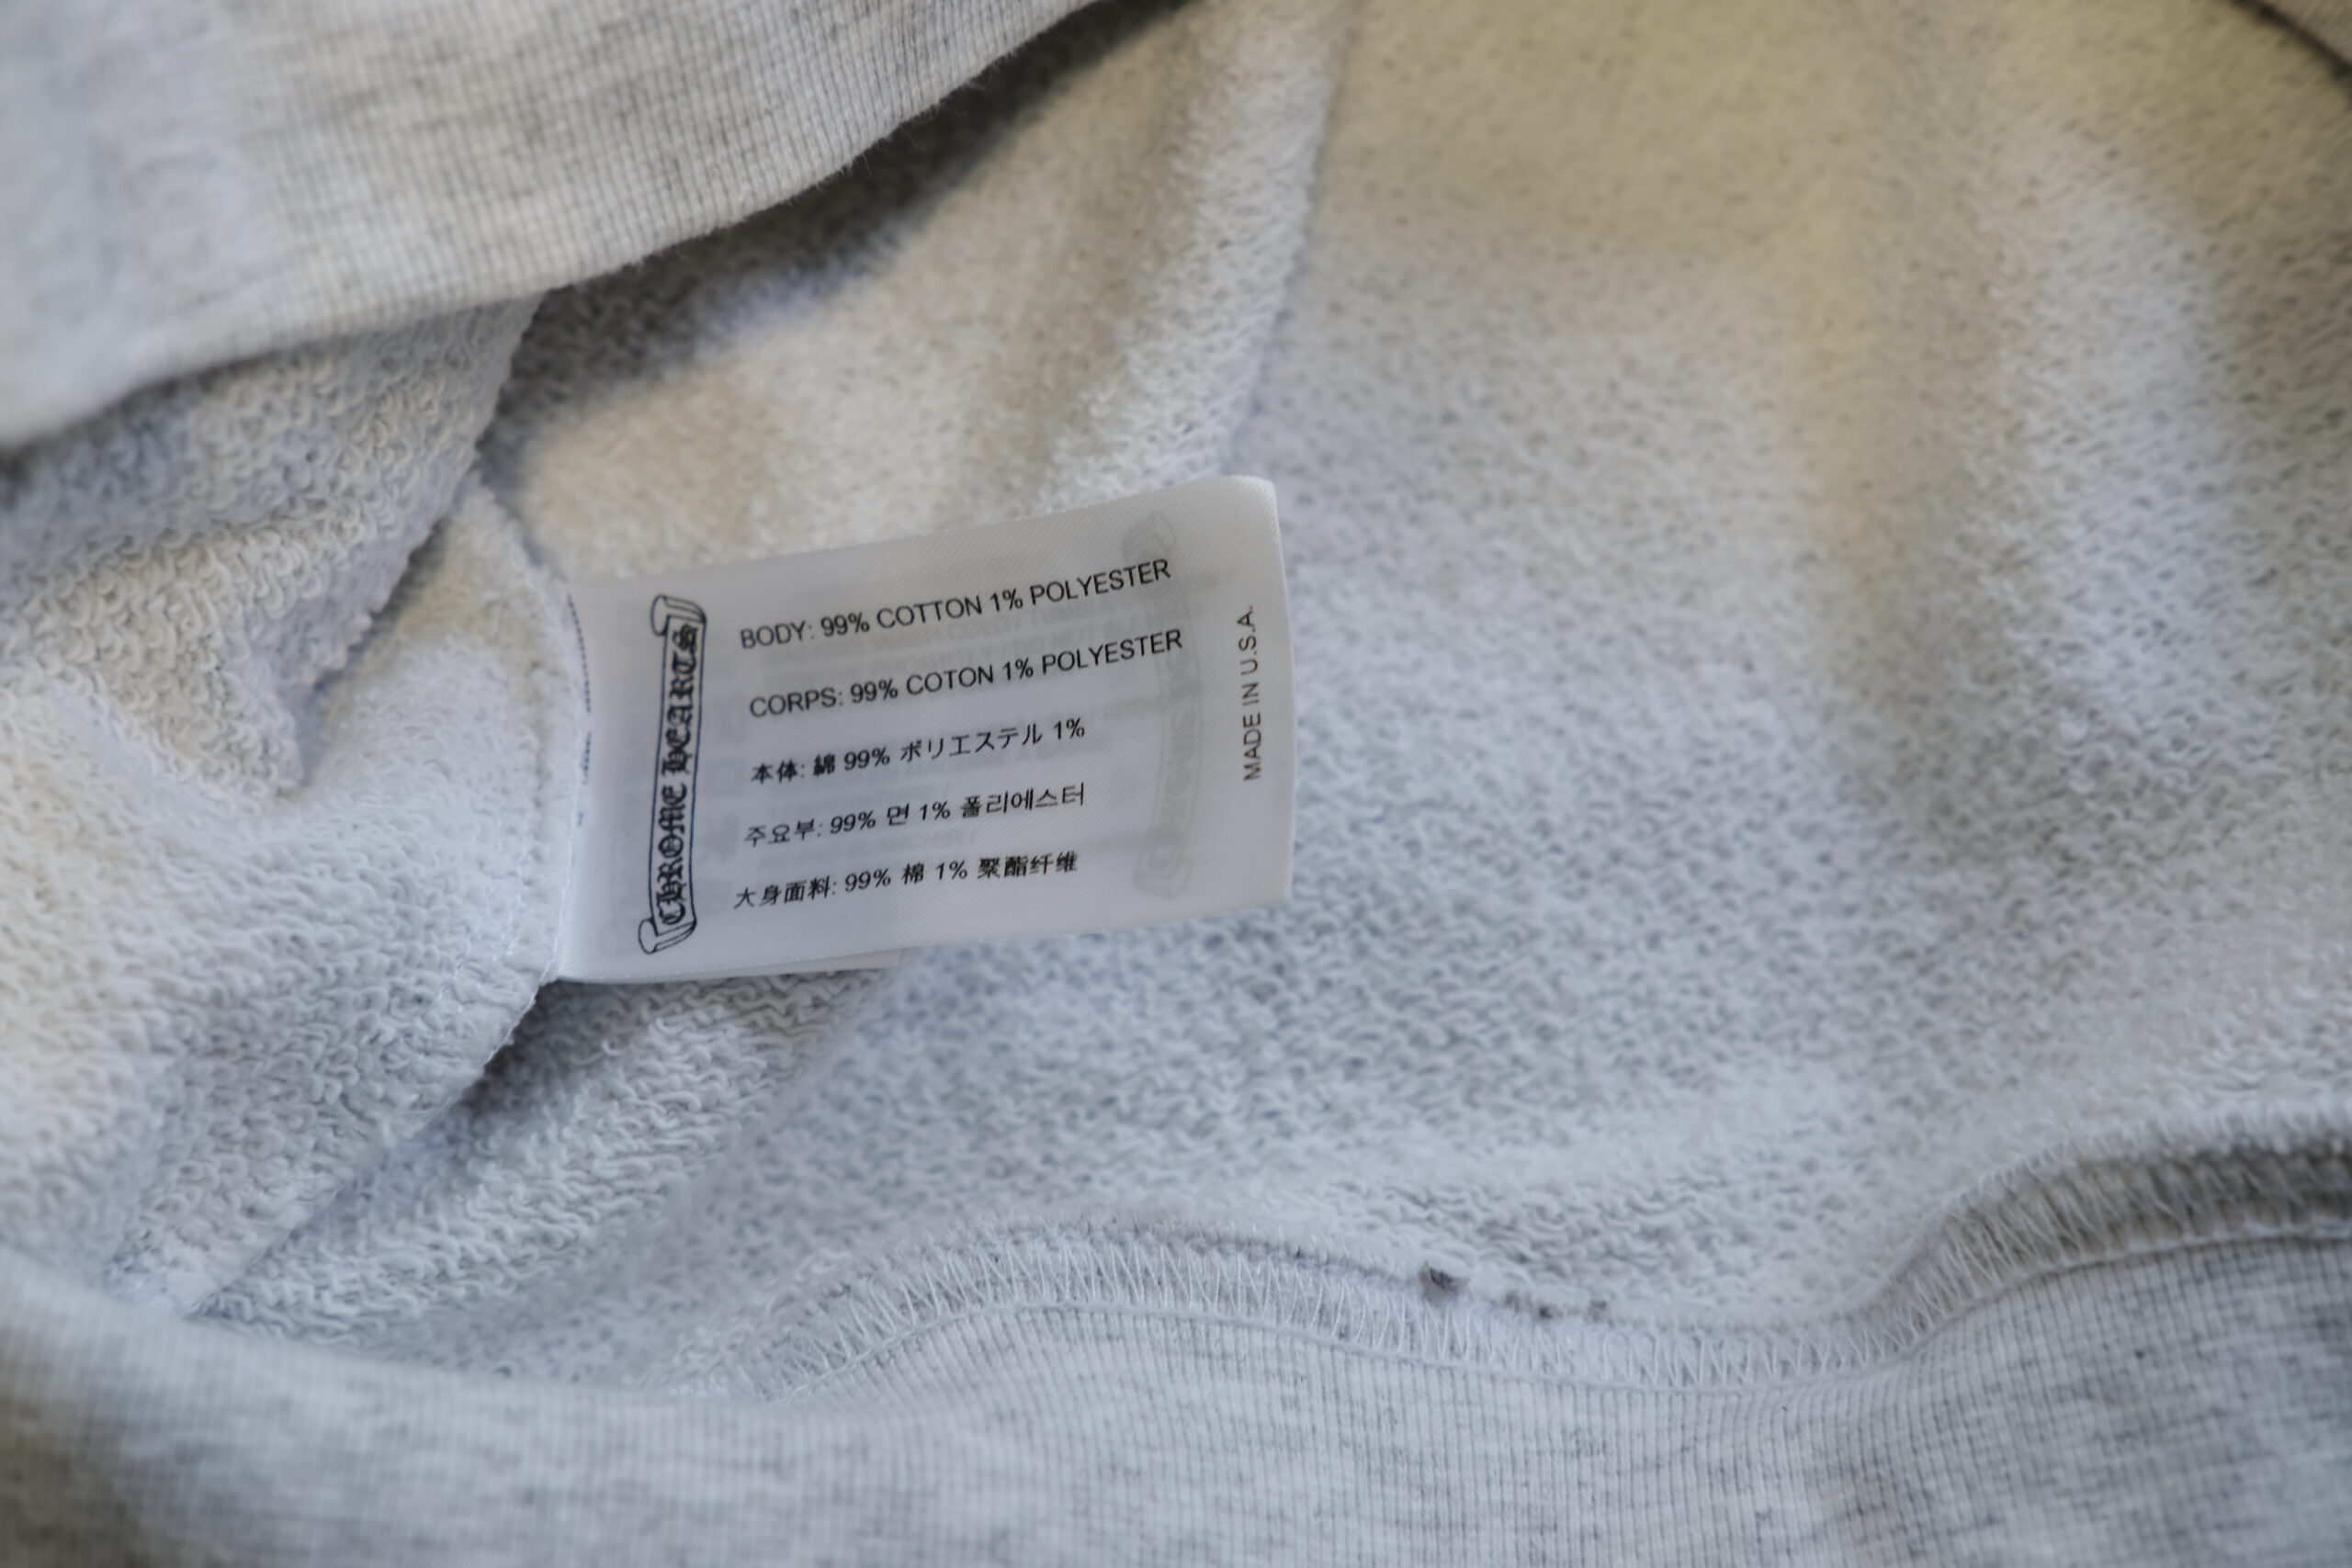 CHROME HEARTS
BODY: 99% COTTON 1% POLYESTER
CORPS: 99% COTON 1% POLYESTER
本体: 綿 99% ポリエステル 1%
주요부: 99% 면 1% 폴리에스터
大身面料: 99% 棉 1% 聚酯纤维
MADE IN U.S.A.